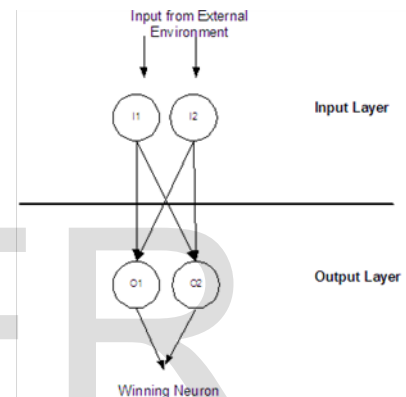 Input from External
Environment
I1
I2
Input Layer
O1
O2
Output Layer
Winning Neuron